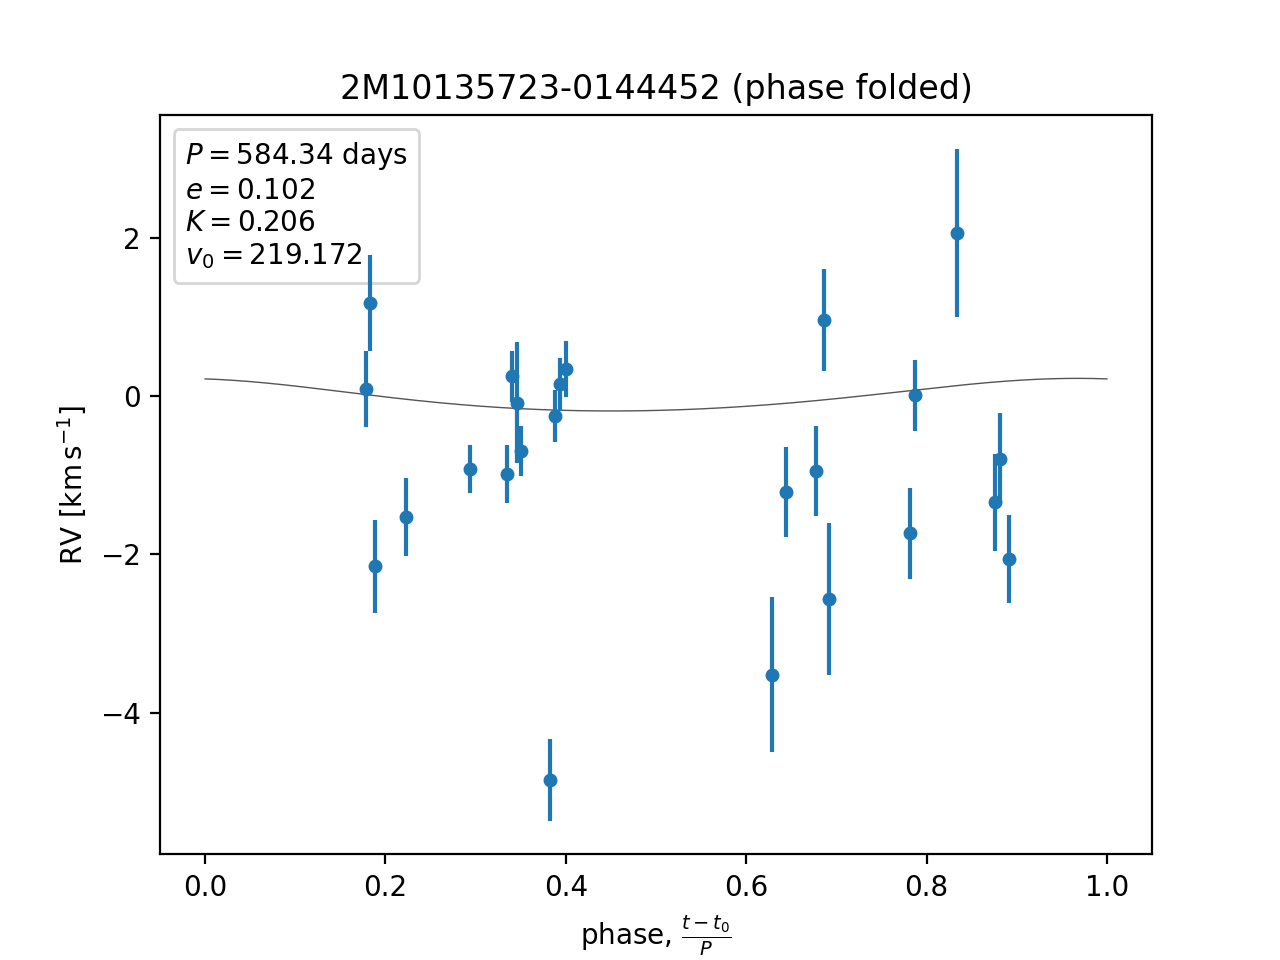 2M10135723-0144452 (phase folded)
P = 584.34 days
e = 0.102
K = 0.206
v₀ = 219.172
2
0
−2
−4
RV [km s⁻¹]
0.0 0.2 0.4 0.6 0.8 1.0
phase, (t − t₀)/P